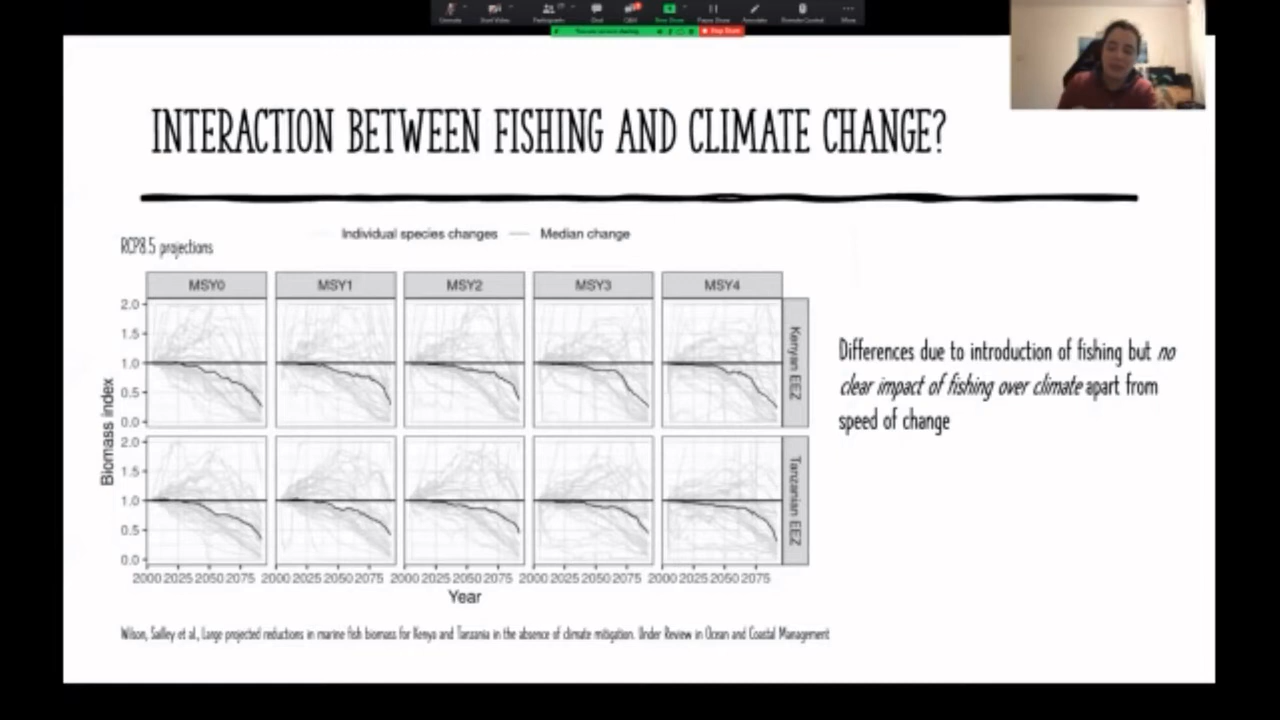 INTERACTION BETWEEN FISHING AND CLIMATE CHANGE?
RCP8.5 projections
Individual species changes Median change
MSY0 MSY1 MSY2 MSY3 MSY4
2.0
1.5
1.0
0.5
0.0
Kenyan EEZ
2.0
1.5
1.0
0.5
0.0
Tanzanian EEZ
Biomass index
2000 2025 2050 2075 2000 2025 2050 2075 2000 2025 2050 2075 2000 2025 2050 2075 2000 2025 2050 2075
Year
Differences due to introduction of fishing but no
clear impact of fishing over climate apart from
speed of change
Wilson, Sailley et al., Large projected reductions in marine fish biomass for Kenya and Tanzania in the absence of climate mitigation. Under Review in Ocean and Coastal Management